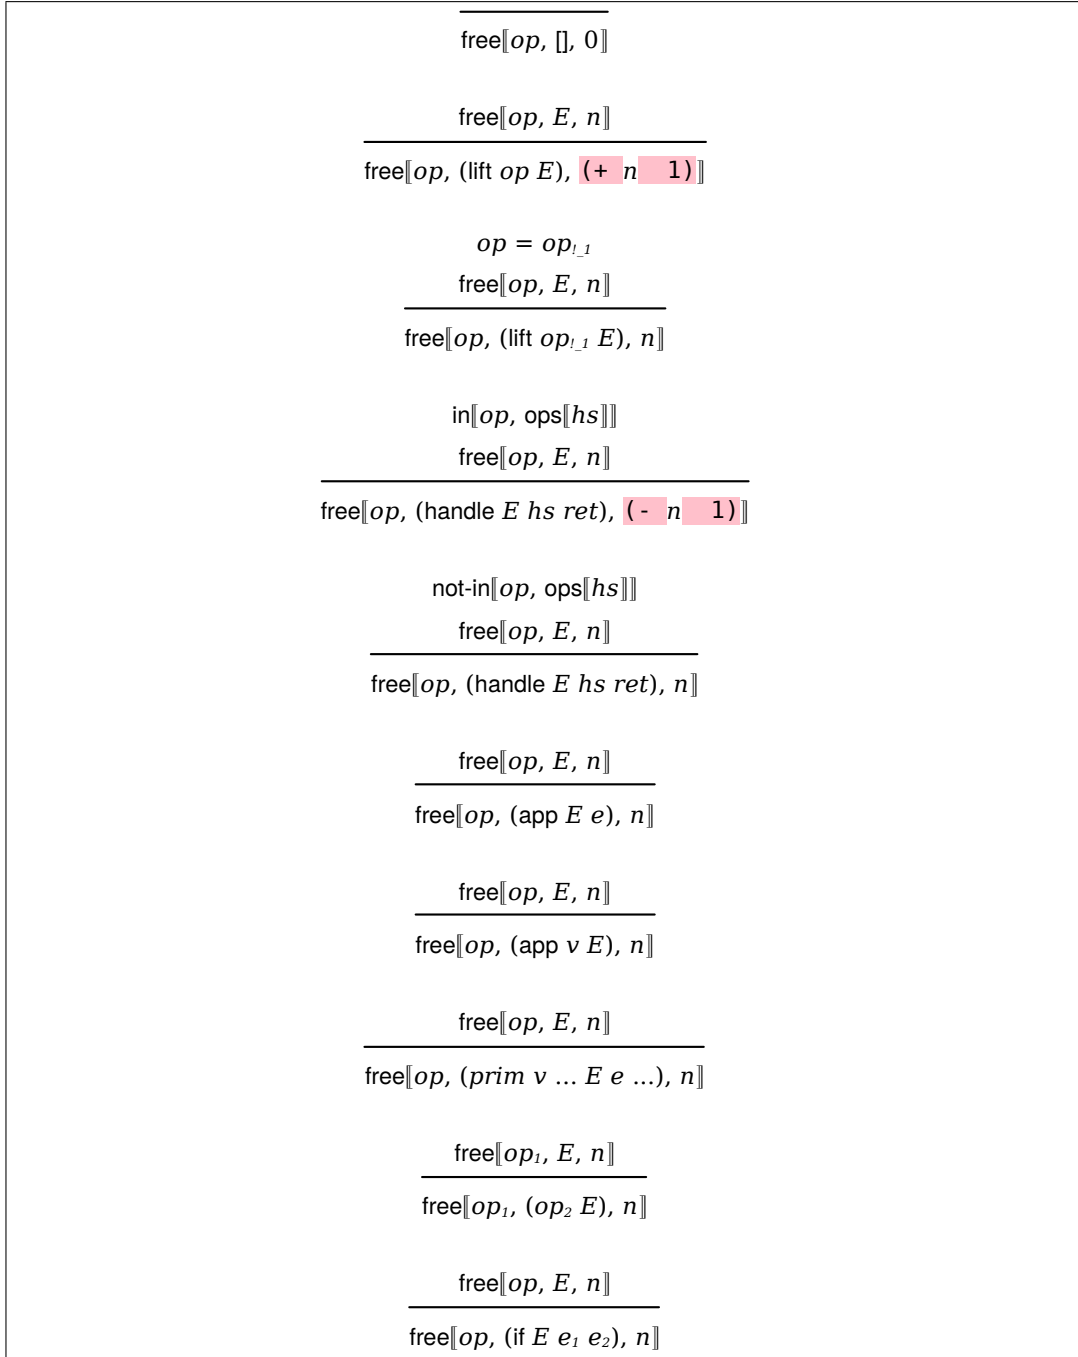 free⟦op, [], 0⟧
free⟦op, E, n⟧
free⟦op, (lift op E), (+ n 1)⟧
op = op!_1
free⟦op, E, n⟧
free⟦op, (lift op!_1 E), n⟧
in⟦op, ops⟦hs⟧⟧
free⟦op, E, n⟧
free⟦op, (handle E hs ret), (- n 1)⟧
not-in⟦op, ops⟦hs⟧⟧
free⟦op, E, n⟧
free⟦op, (handle E hs ret), n⟧
free⟦op, E, n⟧
free⟦op, (app E e), n⟧
free⟦op, E, n⟧
free⟦op, (app v E), n⟧
free⟦op, E, n⟧
free⟦op, (prim v ... E e ...), n⟧
free⟦op₁, E, n⟧
free⟦op₁, (op₂ E), n⟧
free⟦op, E, n⟧
free⟦op, (if E e₁ e₂), n⟧